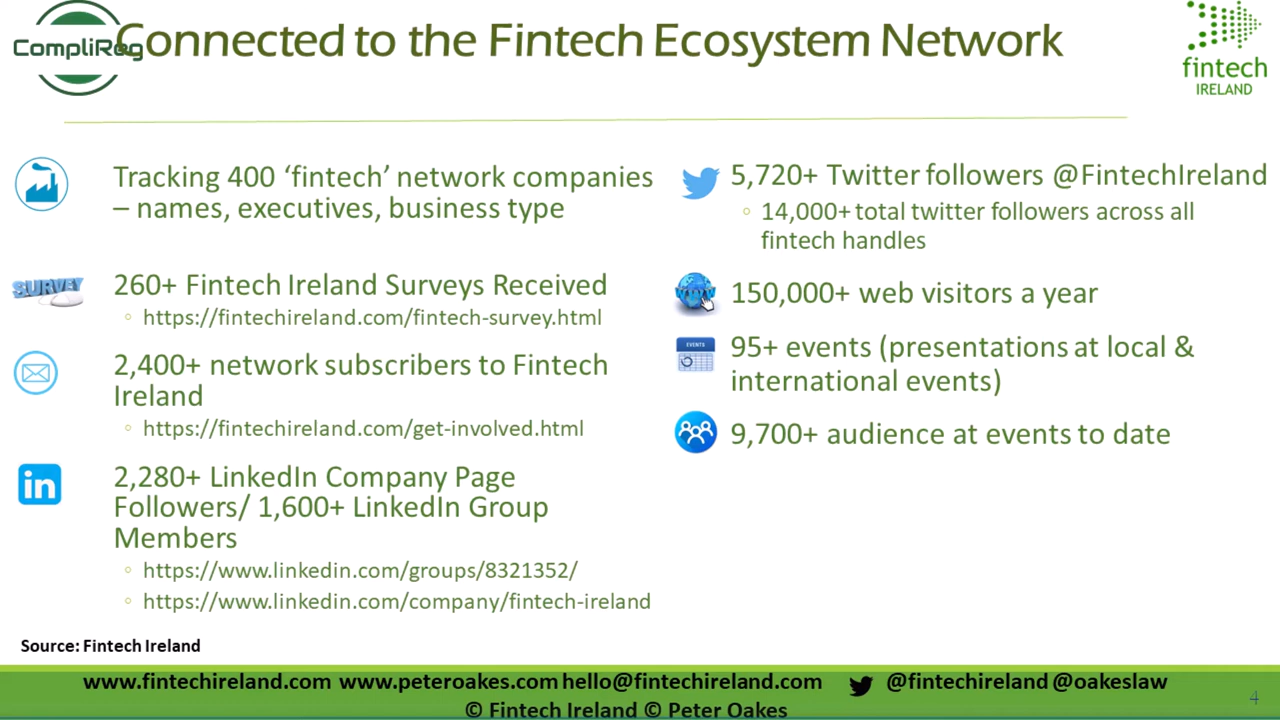 CompliReg
Connected to the Fintech Ecosystem Network
fintech
IRELAND
Tracking 400 ‘fintech’ network companies
– names, executives, business type
SURVEY
260+ Fintech Ireland Surveys Received
◦ https://fintechireland.com/fintech-survey.html
2,400+ network subscribers to Fintech
Ireland
◦ https://fintechireland.com/get-involved.html
in
2,280+ LinkedIn Company Page
Followers/ 1,600+ LinkedIn Group
Members
◦ https://www.linkedin.com/groups/8321352/
◦ https://www.linkedin.com/company/fintech-ireland
5,720+ Twitter followers @FintechIreland
◦ 14,000+ total twitter followers across all
fintech handles
WWW
150,000+ web visitors a year
EVENTS
95+ events (presentations at local &
international events)
9,700+ audience at events to date
Source: Fintech Ireland
www.fintechireland.com www.peteroakes.com hello@fintechireland.com @fintechireland @oakeslaw
© Fintech Ireland © Peter Oakes
4